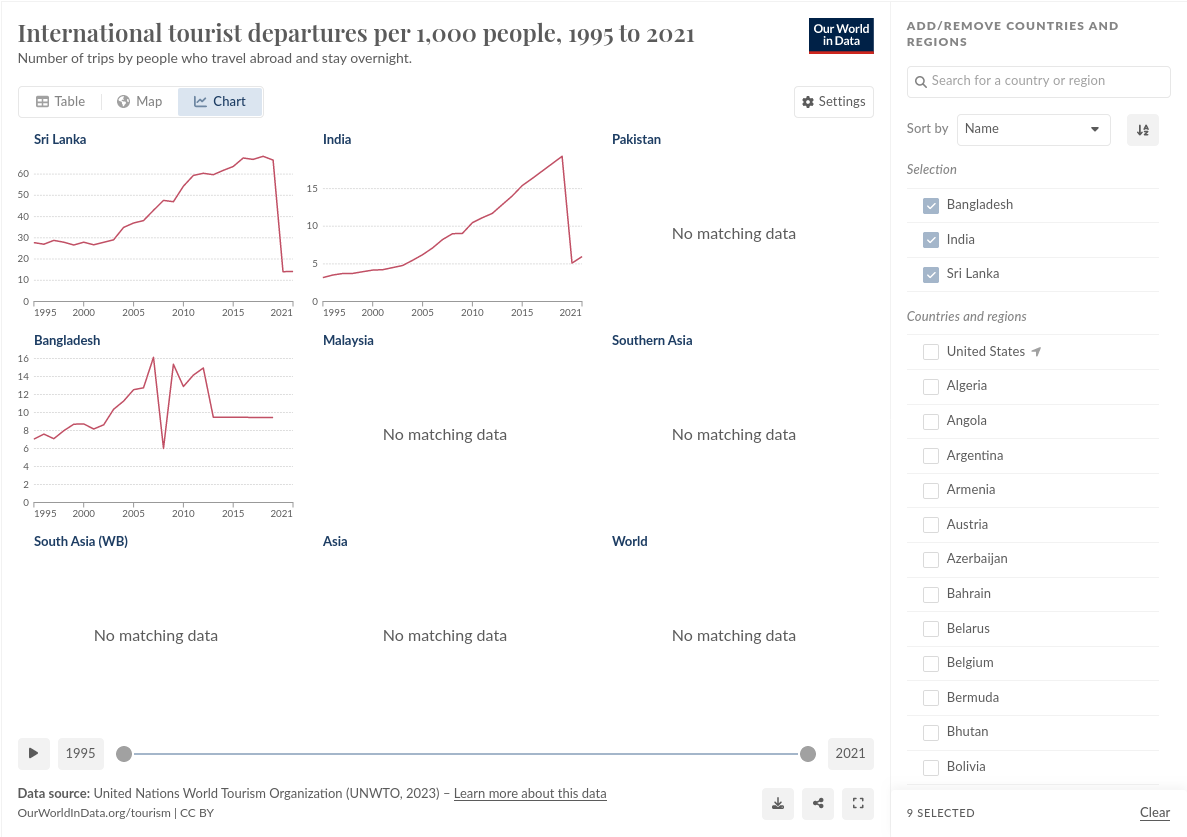 International tourist departures per 1,000 people, 1995 to 2021
Number of trips by people who travel abroad and stay overnight.
Our World
in Data
Table
Map
Chart
Settings
Sri Lanka
60
50
40
30
20
10
0
1995 2000 2005 2010 2015 2021
India
15
10
5
0
1995 2000 2005 2010 2015 2021
Pakistan
No matching data
Bangladesh
16
14
12
10
8
6
4
2
0
1995 2000 2005 2010 2015 2021
Malaysia
No matching data
Southern Asia
No matching data
South Asia (WB)
No matching data
Asia
No matching data
World
No matching data
1995
2021
Data source: United Nations World Tourism Organization (UNWTO, 2023) – Learn more about this data
OurWorldInData.org/tourism | CC BY
ADD/REMOVE COUNTRIES AND
REGIONS
Search for a country or region
Sort by
Name
Selection
Bangladesh
India
Sri Lanka
Countries and regions
United States
Algeria
Angola
Argentina
Armenia
Austria
Azerbaijan
Bahrain
Belarus
Belgium
Bermuda
Bhutan
Bolivia
9 SELECTED
Clear